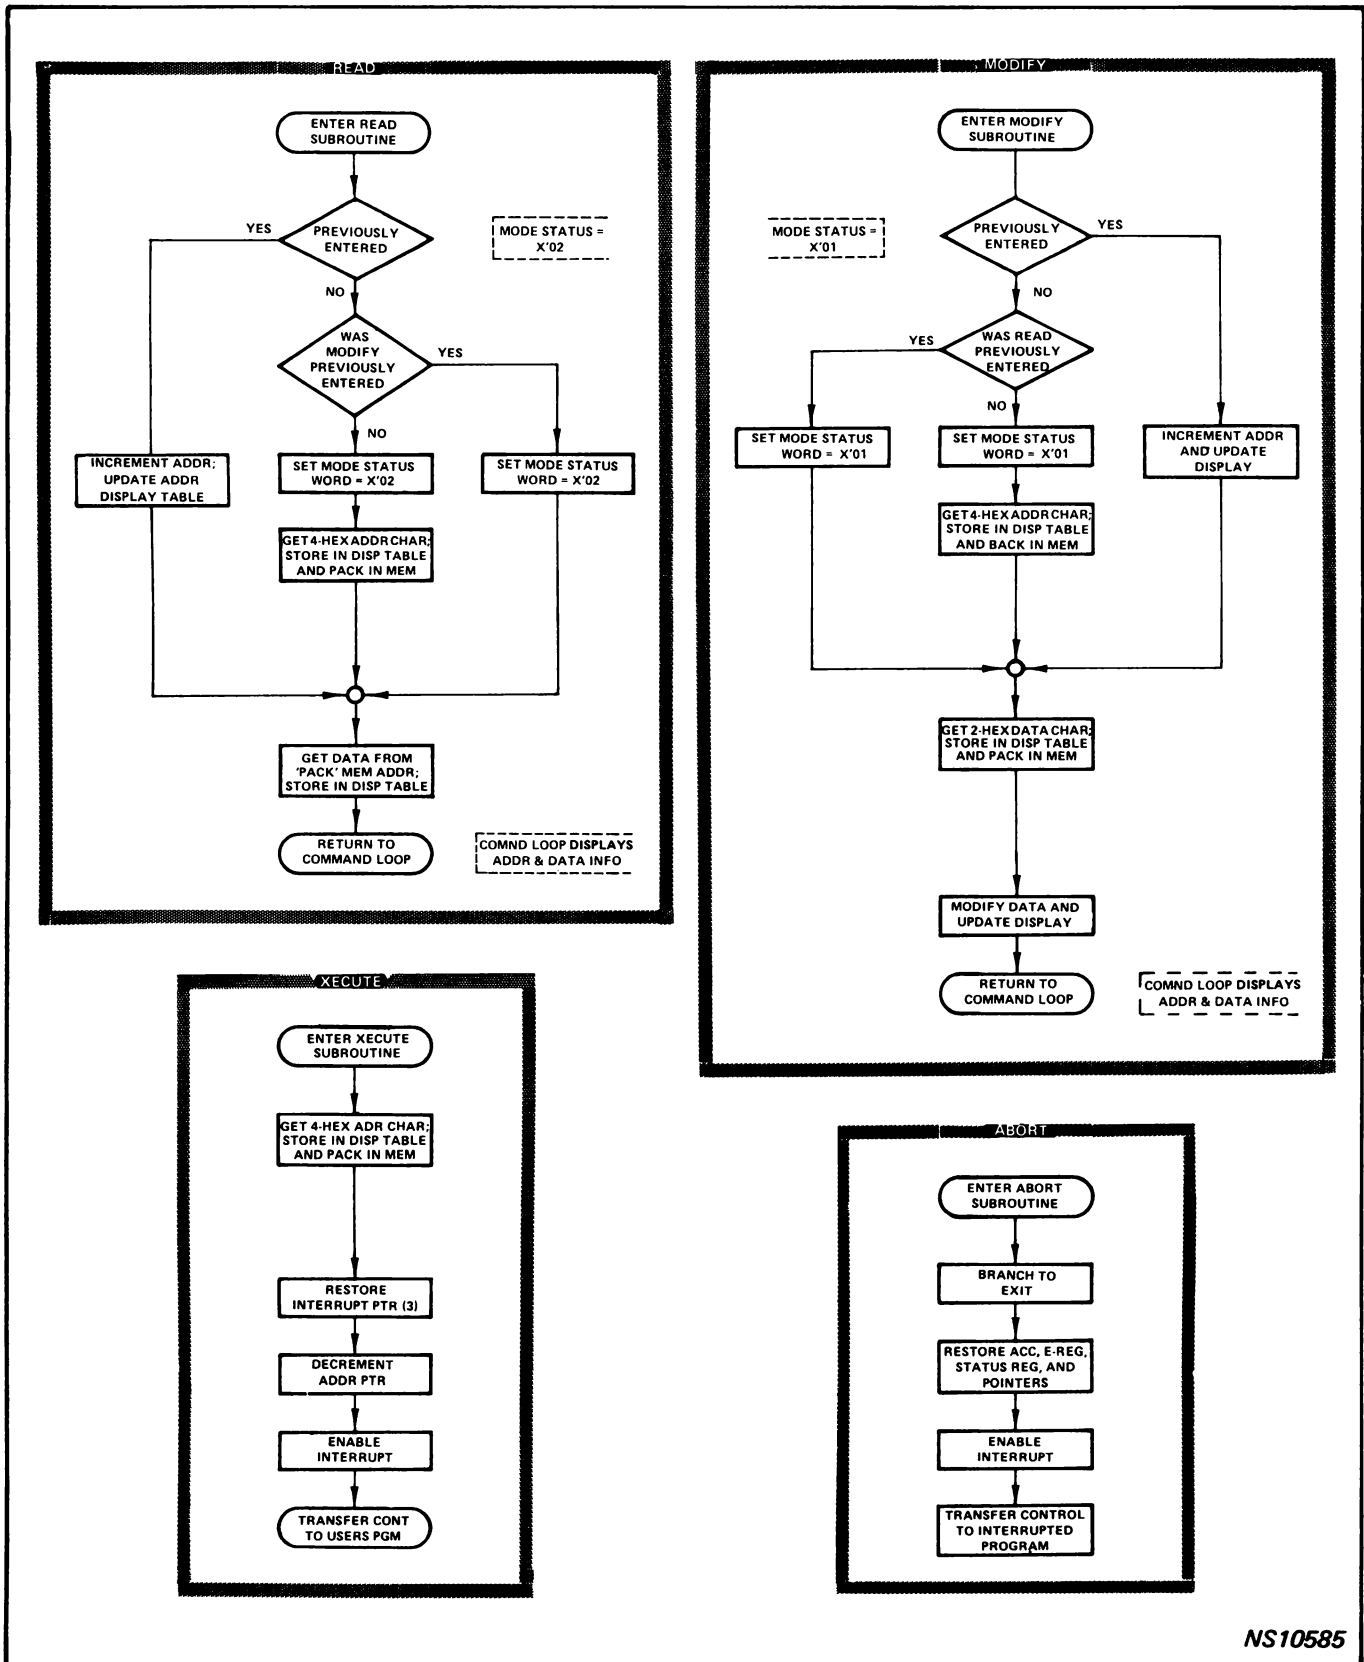 READ
ENTER READ
SUBROUTINE
YES
PREVIOUSLY
ENTERED
MODE STATUS =
X'02
NO
WAS
MODIFY
PREVIOUSLY
ENTERED
YES
NO
INCREMENT ADDR;
UPDATE ADDR
DISPLAY TABLE
SET MODE STATUS
WORD = X'02
SET MODE STATUS
WORD = X'02
GET 4-HEX ADDR CHAR;
STORE IN DISP TABLE
AND PACK IN MEM
GET DATA FROM
'PACK' MEM ADDR;
STORE IN DISP TABLE
RETURN TO
COMMAND LOOP
COMND LOOP DISPLAYS
ADDR & DATA INFO
MODIFY
ENTER MODIFY
SUBROUTINE
MODE STATUS =
X'01
PREVIOUSLY
ENTERED
YES
NO
YES
WAS READ
PREVIOUSLY
ENTERED
NO
SET MODE STATUS
WORD = X'01
SET MODE STATUS
WORD = X'01
INCREMENT ADDR
AND UPDATE
DISPLAY
GET 4-HEX ADDR CHAR;
STORE IN DISP TABLE
AND BACK IN MEM
GET 2-HEX DATA CHAR;
STORE IN DISP TABLE
AND PACK IN MEM
MODIFY DATA AND
UPDATE DISPLAY
RETURN TO
COMMAND LOOP
COMND LOOP DISPLAYS
ADDR & DATA INFO
XECUTE
ENTER XECUTE
SUBROUTINE
GET 4-HEX ADR CHAR;
STORE IN DISP TABLE
AND PACK IN MEM
RESTORE
INTERRUPT PTR (3)
DECREMENT
ADDR PTR
ENABLE
INTERRUPT
TRANSFER CONT
TO USERS PGM
ABORT
ENTER ABORT
SUBROUTINE
BRANCH TO
EXIT
RESTORE ACC, E-REG,
STATUS REG, AND
POINTERS
ENABLE
INTERRUPT
TRANSFER CONTROL
TO INTERRUPTED
PROGRAM
NS10585